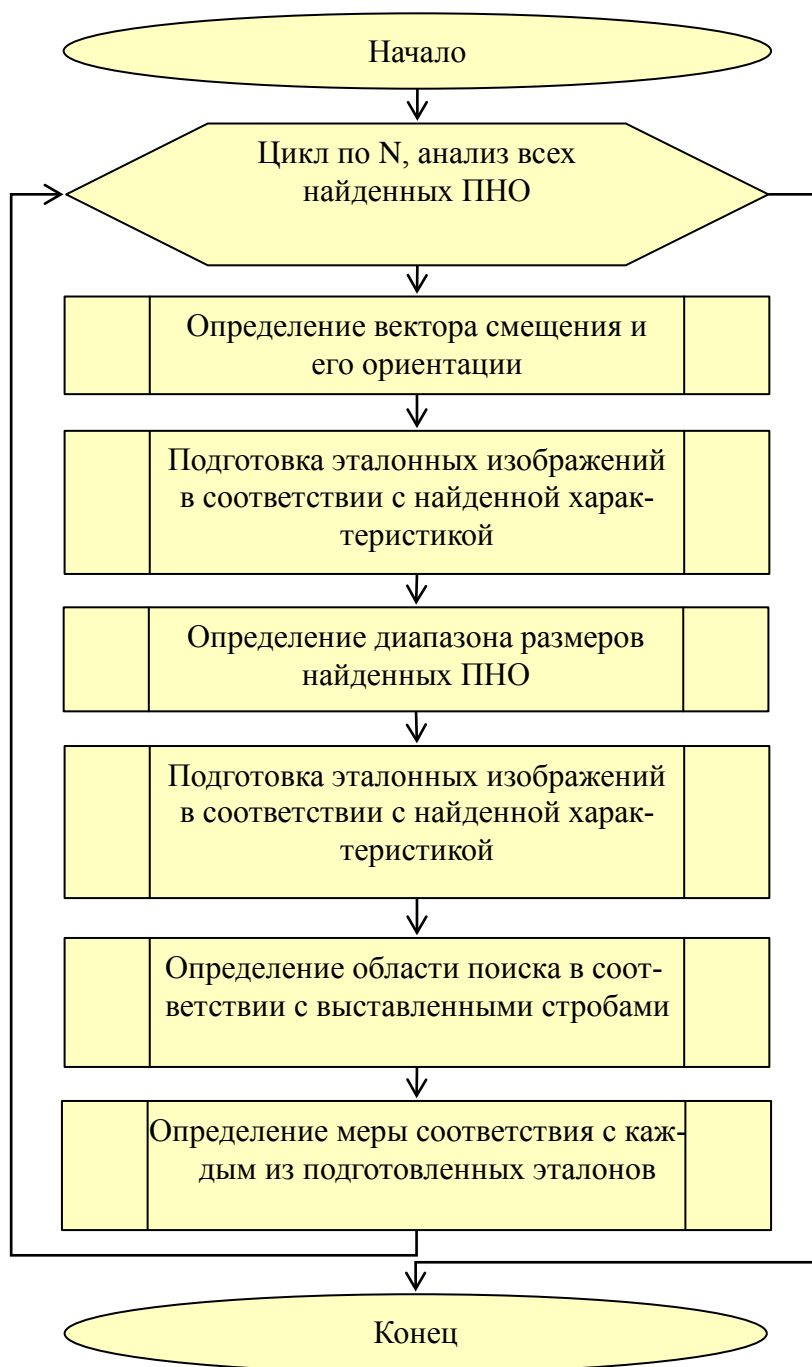 Начало
Цикл по N, анализ всех
найденных ПНО
Определение вектора смещения и
его ориентации
Подготовка эталонных изображений
в соответствии с найденной харак-
теристикой
Определение диапазона размеров
найденных ПНО
Подготовка эталонных изображений
в соответствии с найденной харак-
теристикой
Определение области поиска в соот-
ветствии с выставленными стробами
Определение меры соответствия с каж-
дым из подготовленных эталонов
Конец